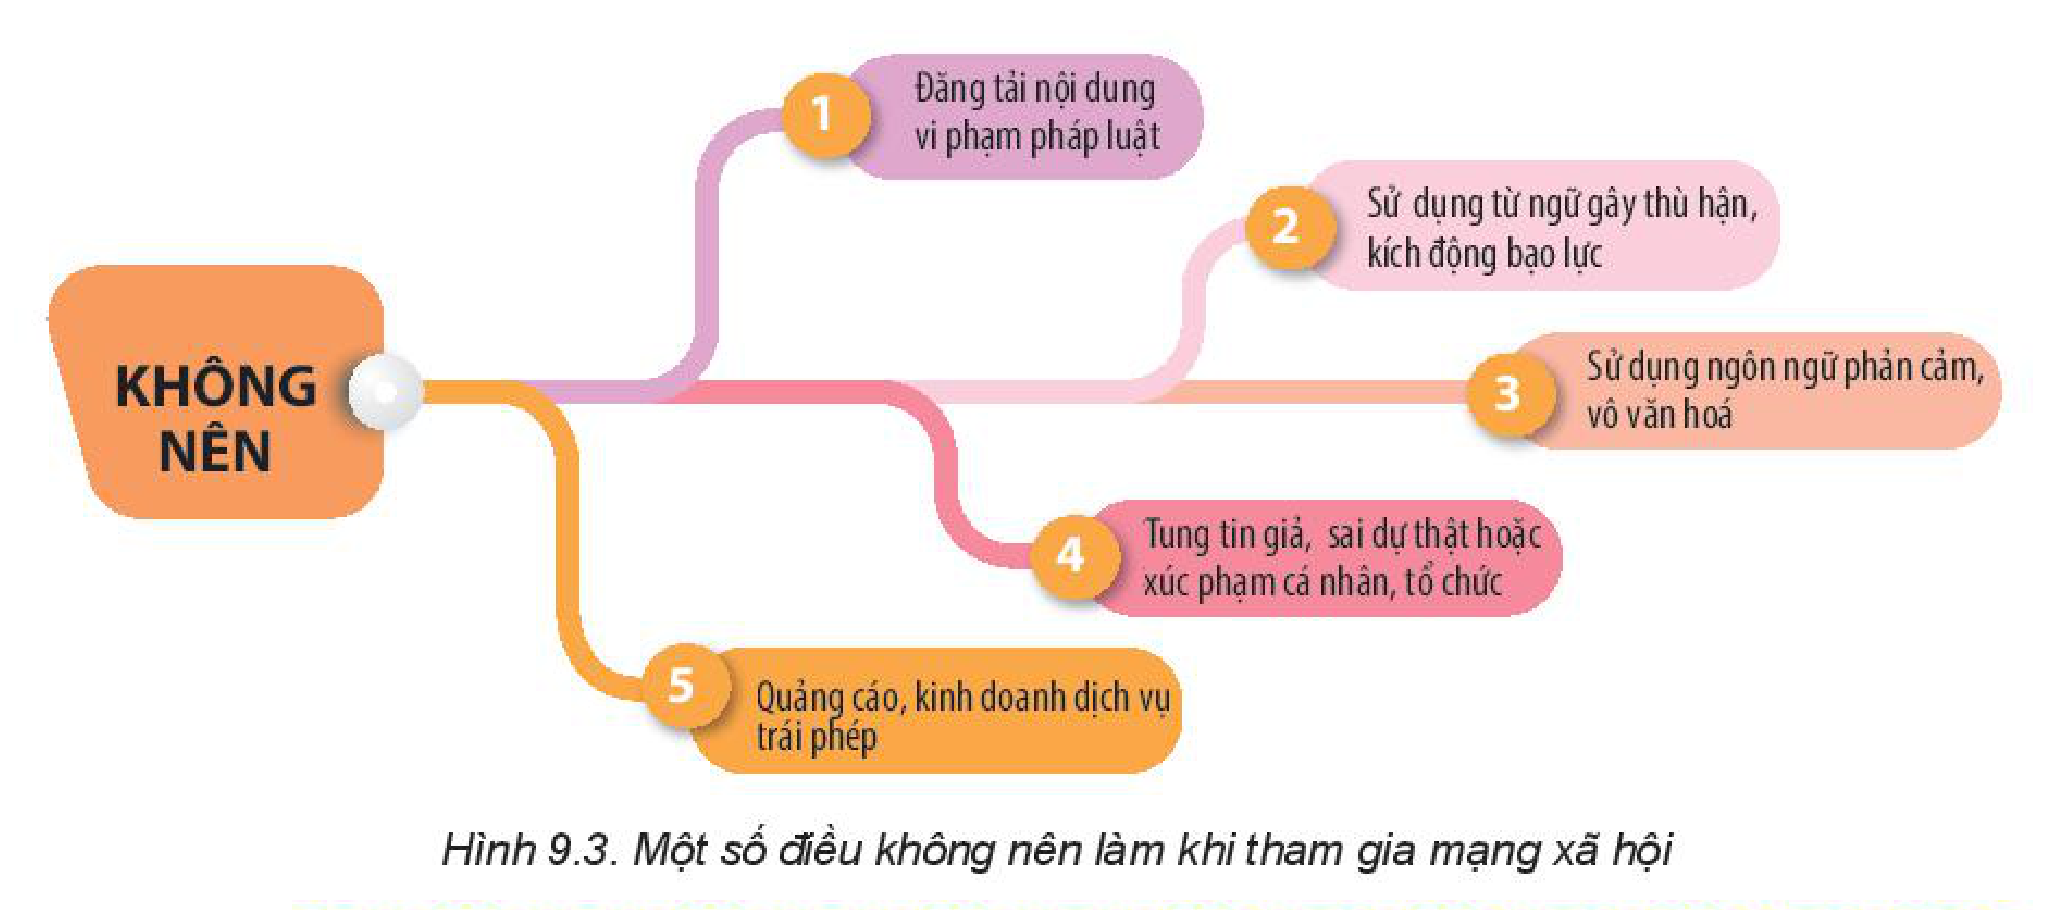 KHÔNG
NÊN
1
Đăng tải nội dung
vi phạm pháp luật
2
Sử dụng từ ngữ gây thù hận,
kích động bạo lực
3
Sử dụng ngôn ngữ phản cảm,
vô văn hoá
4
Tung tin giả, sai dự thật hoặc
xúc phạm cá nhân, tổ chức
5
Quảng cáo, kinh doanh dịch vụ
trái phép
Hình 9.3. Một số điều không nên làm khi tham gia mạng xã hội